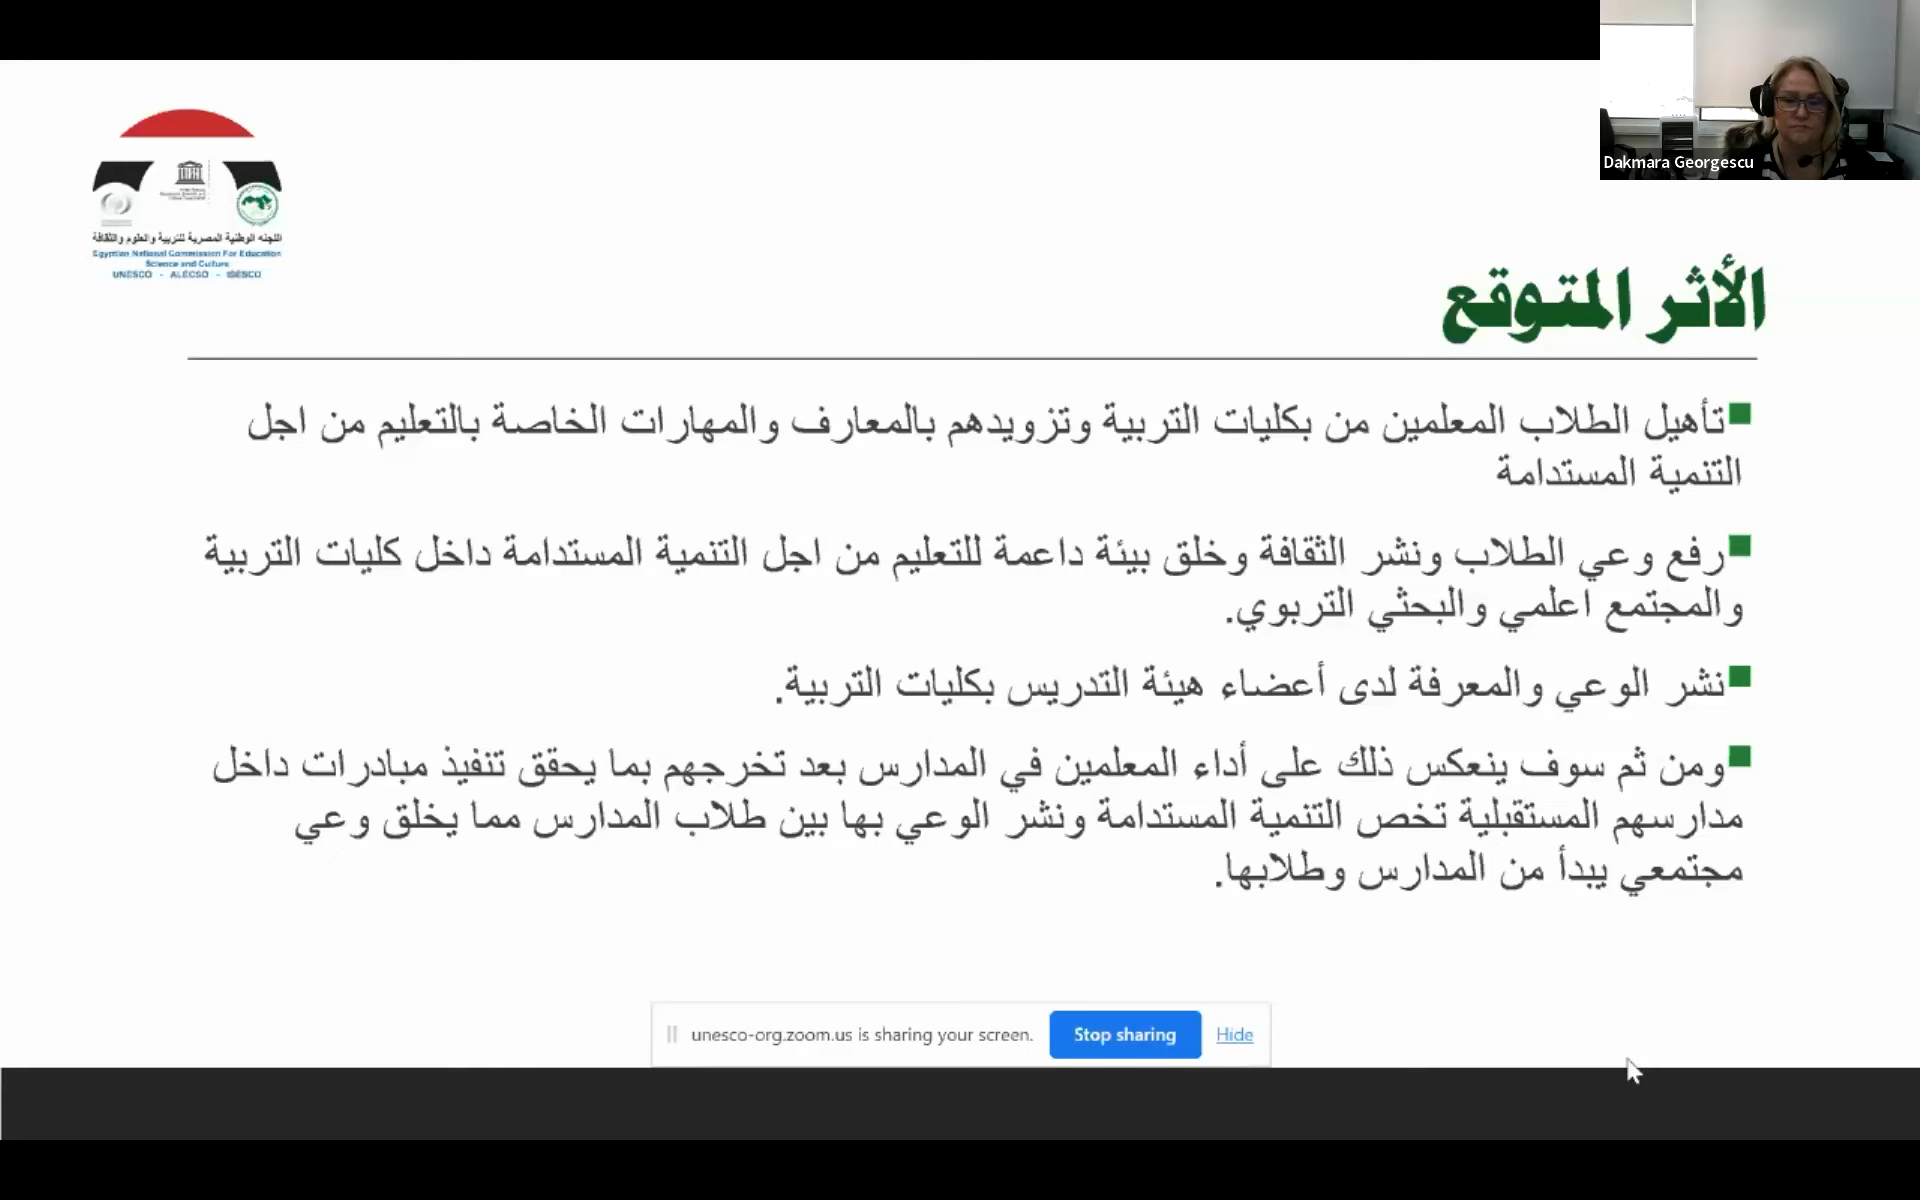 Dakmara Georgescu
اللجنة الوطنية المصرية للتربية والعلوم والثقافة
Egyptian National Commission For Education
Science and Culture
UNESCO - ALECSO - ISESCO
الأثر المتوقع
تأهيل الطلاب المعلمين من بكليات التربية وتزويدهم بالمعارف والمهارات الخاصة بالتعليم من اجل
التنمية المستدامة
رفع وعي الطلاب ونشر الثقافة وخلق بيئة داعمة للتعليم من اجل التنمية المستدامة داخل كليات التربية
والمجتمع اعلمي والبحثي التربوي.
نشر الوعي والمعرفة لدى أعضاء هيئة التدريس بكليات التربية.
ومن ثم سوف ينعكس ذلك على أداء المعلمين في المدارس بعد تخرجهم بما يحقق تنفيذ مبادرات داخل
مدارسهم المستقبلية تخص التنمية المستدامة ونشر الوعي بها بين طلاب المدارس مما يخلق وعي
مجتمعي يبدأ من المدارس وطلابها.
unesco-org.zoom.us is sharing your screen.
Stop sharing
Hide